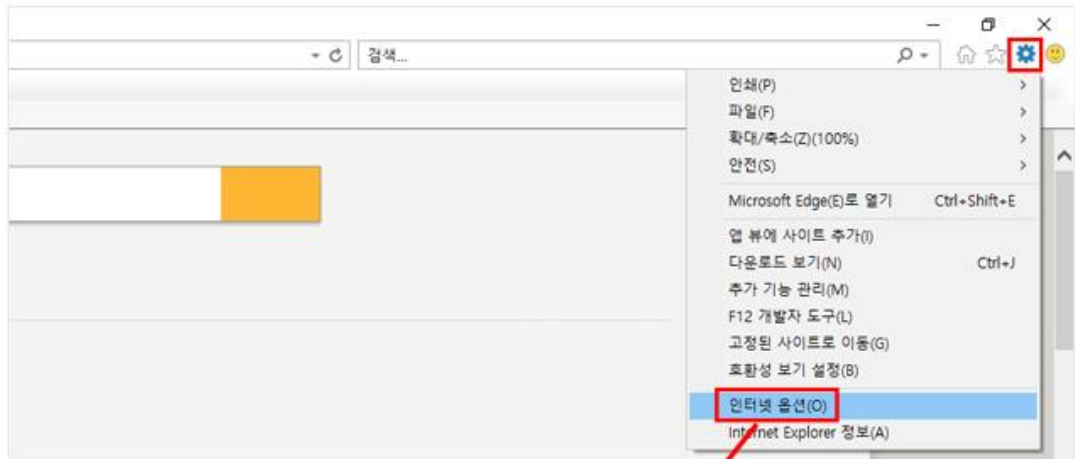 검색...
인쇄(P)
파일(F)
확대/축소(Z)(100%)
안전(S)
Microsoft Edge(E)로 열기 Ctrl+Shift+E
앱 뷰에 사이트 추가(I)
다운로드 보기(N) Ctrl+J
추가 기능 관리(M)
F12 개발자 도구(L)
고정된 사이트로 이동(G)
호환성 보기 설정(B)
인터넷 옵션(O)
Internet Explorer 정보(A)